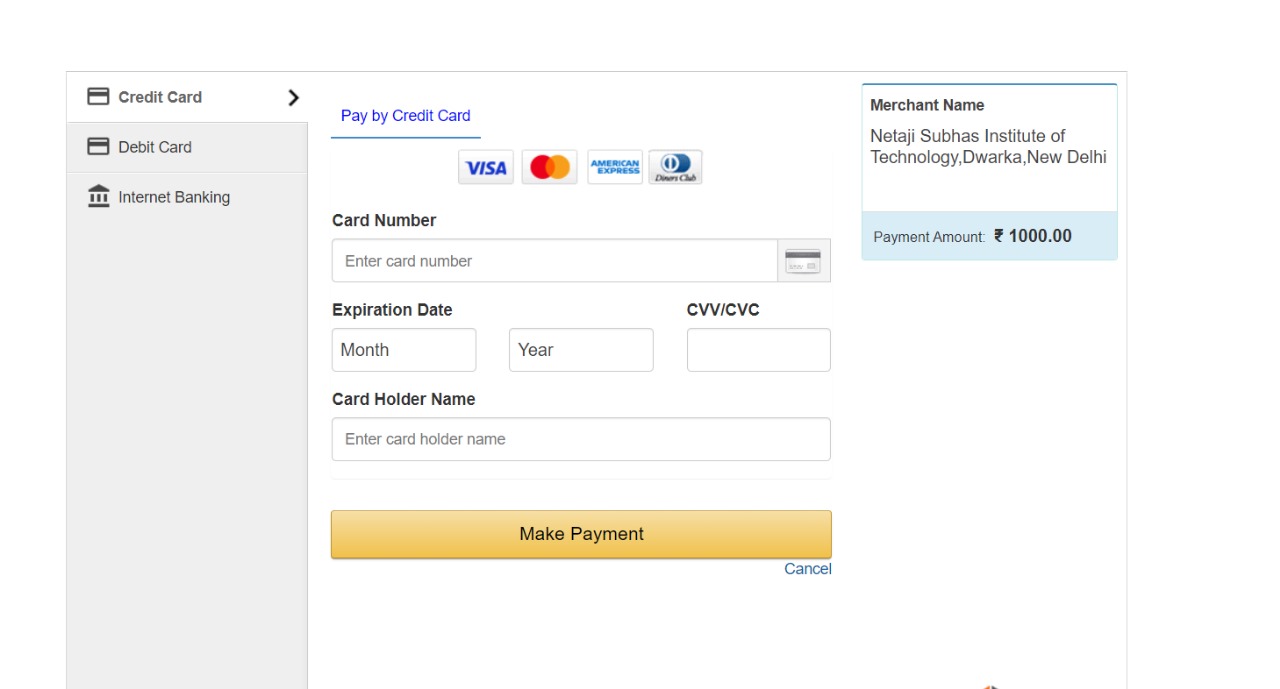 Credit Card
Debit Card
Internet Banking
Pay by Credit Card
VISA
AMERICAN
EXPRESS
Diners Club
Card Number
Enter card number
Expiration Date
CVV/CVC
Month
Year
Card Holder Name
Enter card holder name
Make Payment
Cancel
Merchant Name
Netaji Subhas Institute of
Technology,Dwarka,New Delhi
Payment Amount: ₹ 1000.00